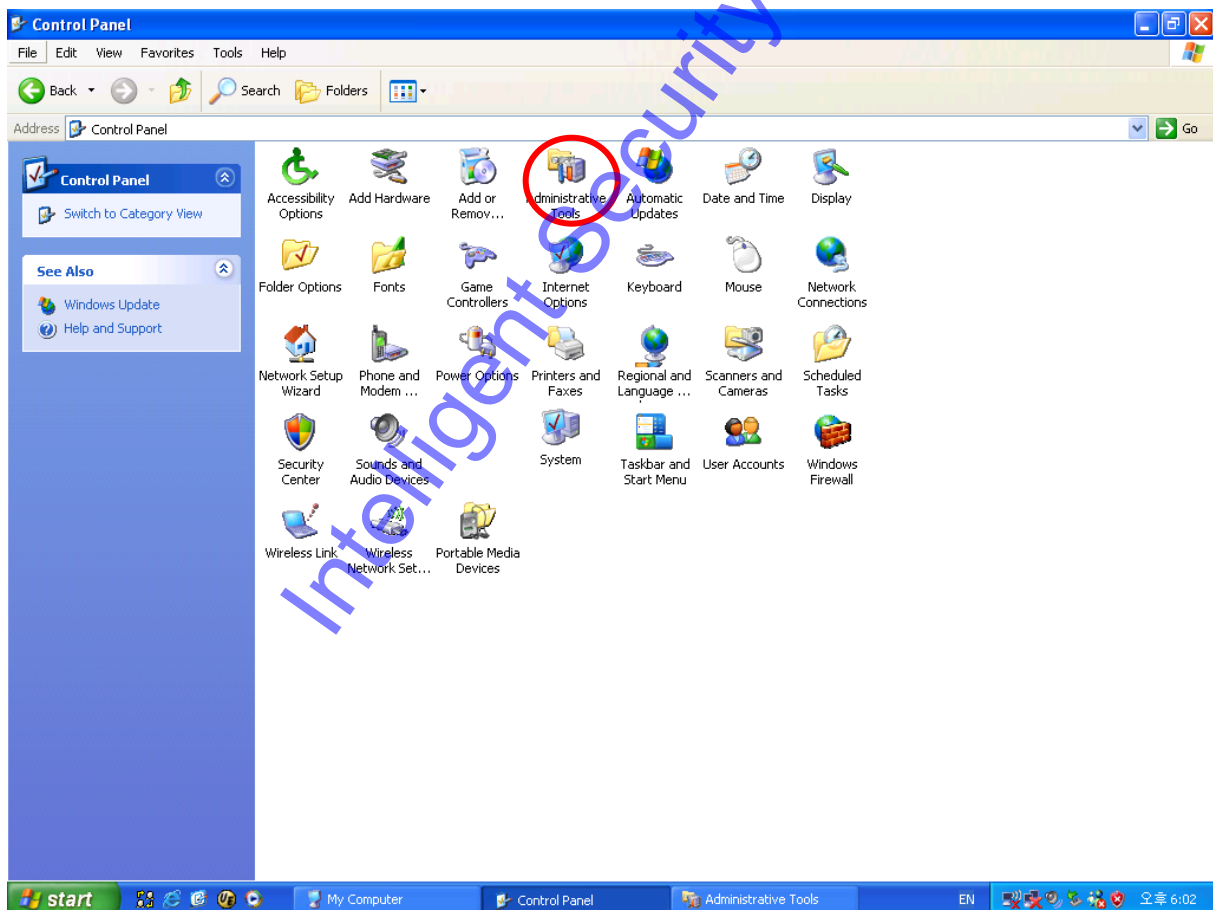 Control Panel
File Edit View Favorites Tools Help
Back Search Folders
Address Control Panel Go
Control Panel
Switch to Category View
See Also
Windows Update
Help and Support
Accessibility Options
Add Hardware
Add or Remov...
Administrative Tools
Automatic Updates
Date and Time
Display
Folder Options
Fonts
Game Controllers
Internet Options
Keyboard
Mouse
Network Connections
Network Setup Wizard
Phone and Modem ...
Power Options
Printers and Faxes
Regional and Language ...
Scanners and Cameras
Scheduled Tasks
Security Center
Sounds and Audio Devices
System
Taskbar and Start Menu
User Accounts
Windows Firewall
Wireless Link
Wireless Network Set...
Portable Media Devices
Intelligent Security
start My Computer Control Panel Administrative Tools EN 오후 6:02